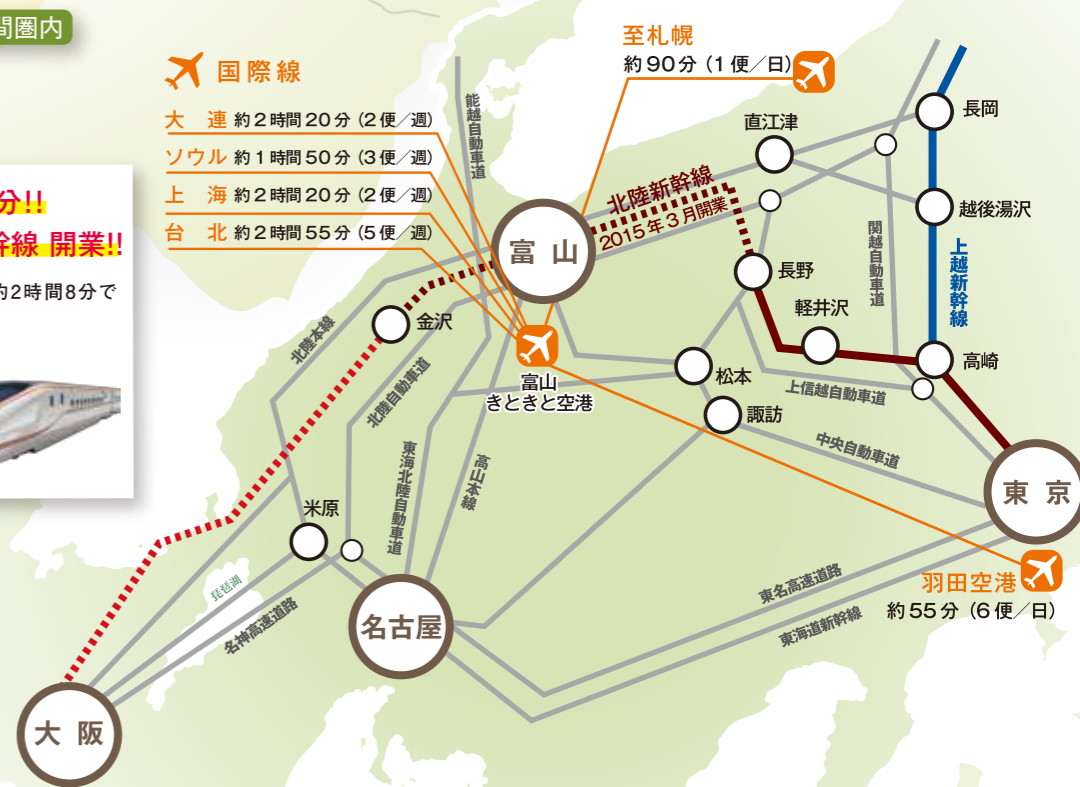 間圏内
国際線
大　連 約2時間20分（2便／週）
ソウル 約1時間50分（3便／週）
上　海 約2時間20分（2便／週）
台　北 約2時間55分（5便／週）
分!!
幹線 開業!!
約2時間8分で
至札幌
約90分（1便／日）
能越自動車道
直江津
長岡
北陸新幹線
2015年3月開業
富山
越後湯沢
関越自動車道
上越新幹線
長野
軽井沢
高崎
金沢
北陸本線
北陸自動車道
富山
きときと空港
松本
諏訪
上信越自動車道
中央自動車道
東海北陸自動車道
高山本線
東京
米原
琵琶湖
名神高速道路
名古屋
東名高速道路
東海道新幹線
羽田空港
約55分（6便／日）
大阪